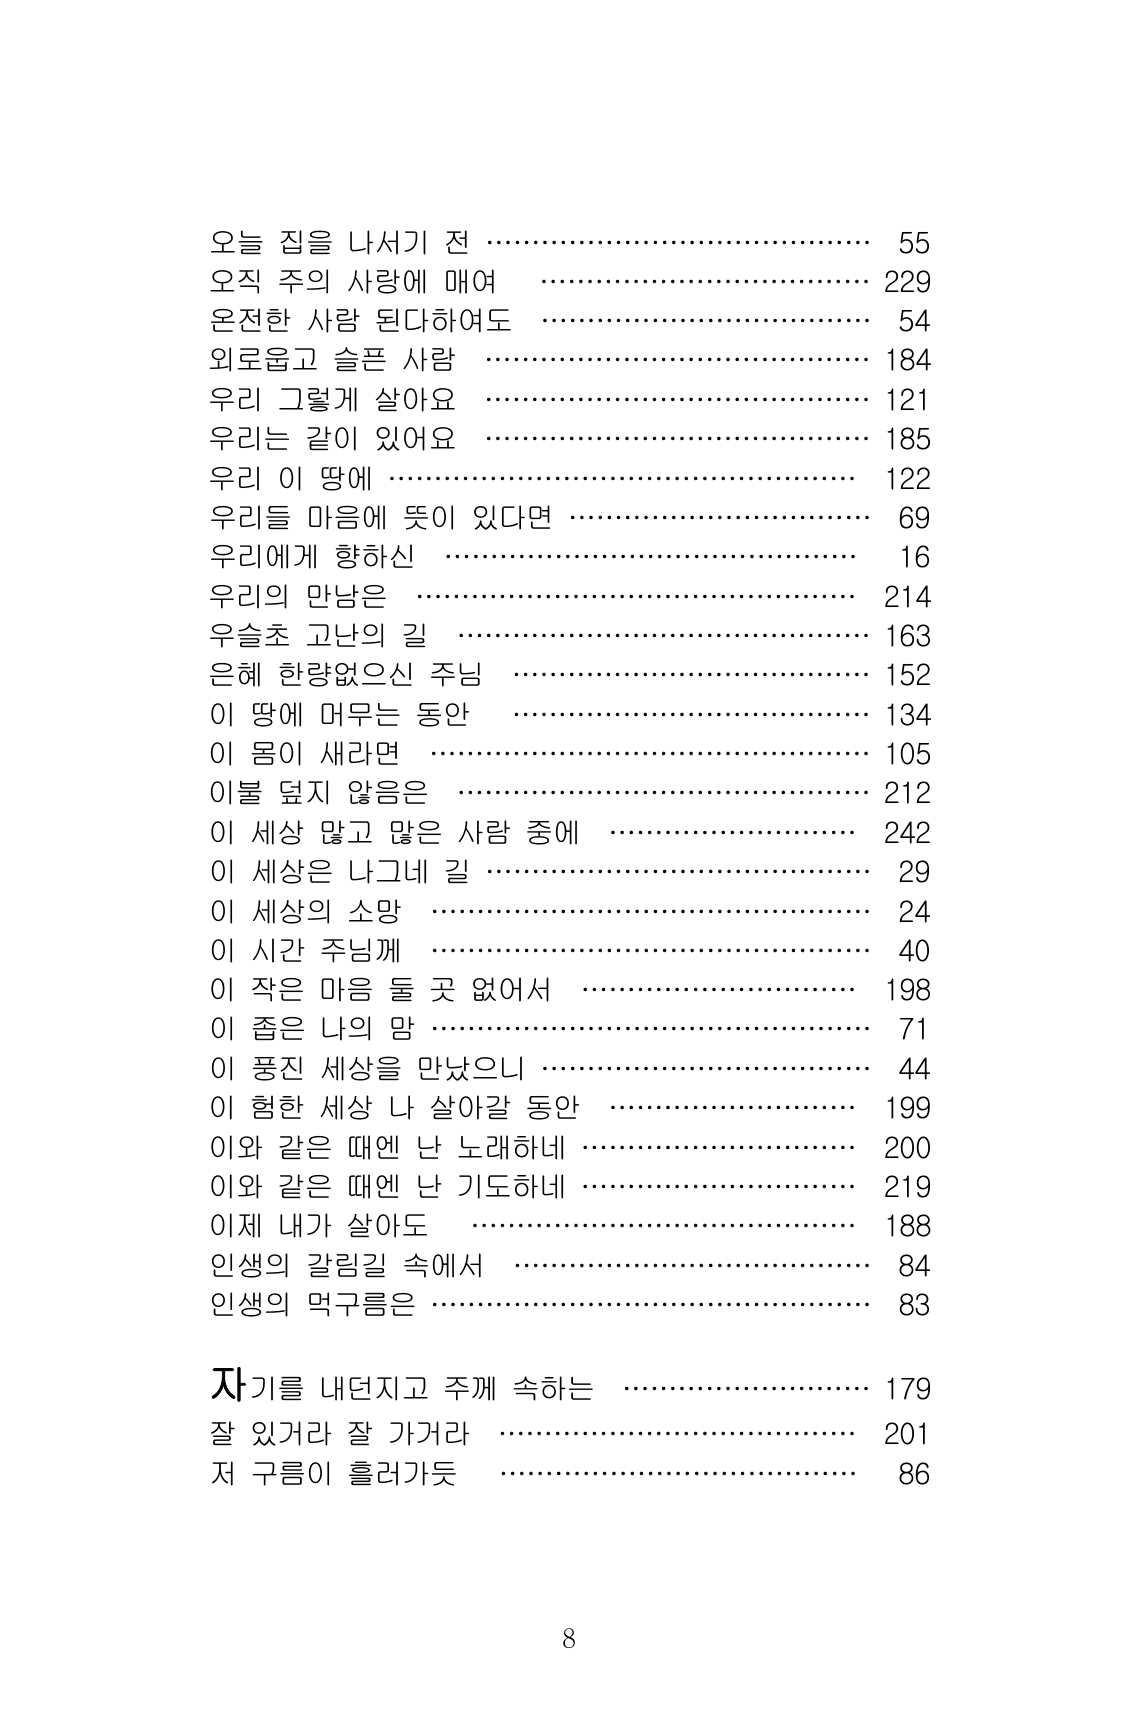 오늘 집을 나서기 전 ………………………………… 55
오직 주의 사랑에 매여 …………………………… 229
온전한 사람 된다하여도 …………………………… 54
외로웁고 슬픈 사람 ………………………………… 184
우리 그렇게 살아요 ………………………………… 121
우리는 같이 있어요 ………………………………… 185
우리 이 땅에 ………………………………………… 122
우리들 마음에 뜻이 있다면 ………………………… 69
우리에게 향하신 …………………………………… 16
우리의 만남은 ……………………………………… 214
우슬초 고난의 길 …………………………………… 163
은혜 한량없으신 주님 ……………………………… 152
이 땅에 머무는 동안 ……………………………… 134
이 몸이 새라면 ……………………………………… 105
이불 덮지 않음은 …………………………………… 212
이 세상 많고 많은 사람 중에 ……………………… 242
이 세상은 나그네 길 ………………………………… 29
이 세상의 소망 ……………………………………… 24
이 시간 주님께 ……………………………………… 40
이 작은 마음 둘 곳 없어서 ………………………… 198
이 좁은 나의 맘 ……………………………………… 71
이 풍진 세상을 만났으니 …………………………… 44
이 험한 세상 나 살아갈 동안 ……………………… 199
이와 같은 때엔 난 노래하네 ………………………… 200
이와 같은 때엔 난 기도하네 ………………………… 219
이제 내가 살아도 …………………………………… 188
인생의 갈림길 속에서 ……………………………… 84
인생의 먹구름은 ……………………………………… 83
자기를 내던지고 주께 속하는 ……………………… 179
잘 있거라 잘 가거라 ……………………………… 201
저 구름이 흘러가듯 ………………………………… 86
8